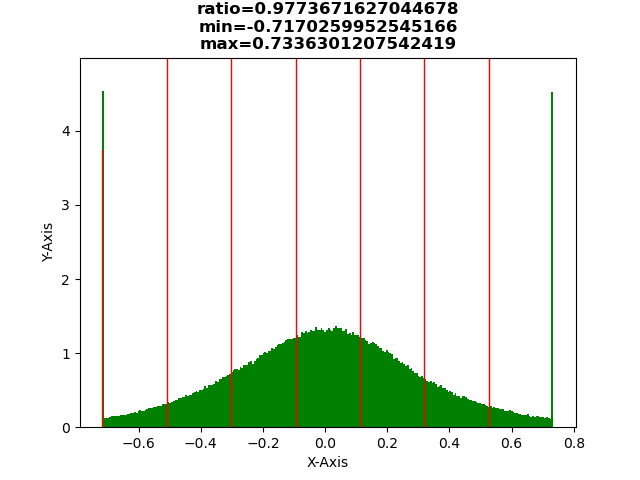 ratio=0.9773671627044678
min=-0.7170259952545166
max=0.7336301207542419
4
3
2
1
0
Y-Axis
−0.6 −0.4 −0.2 0.0 0.2 0.4 0.6 0.8
X-Axis